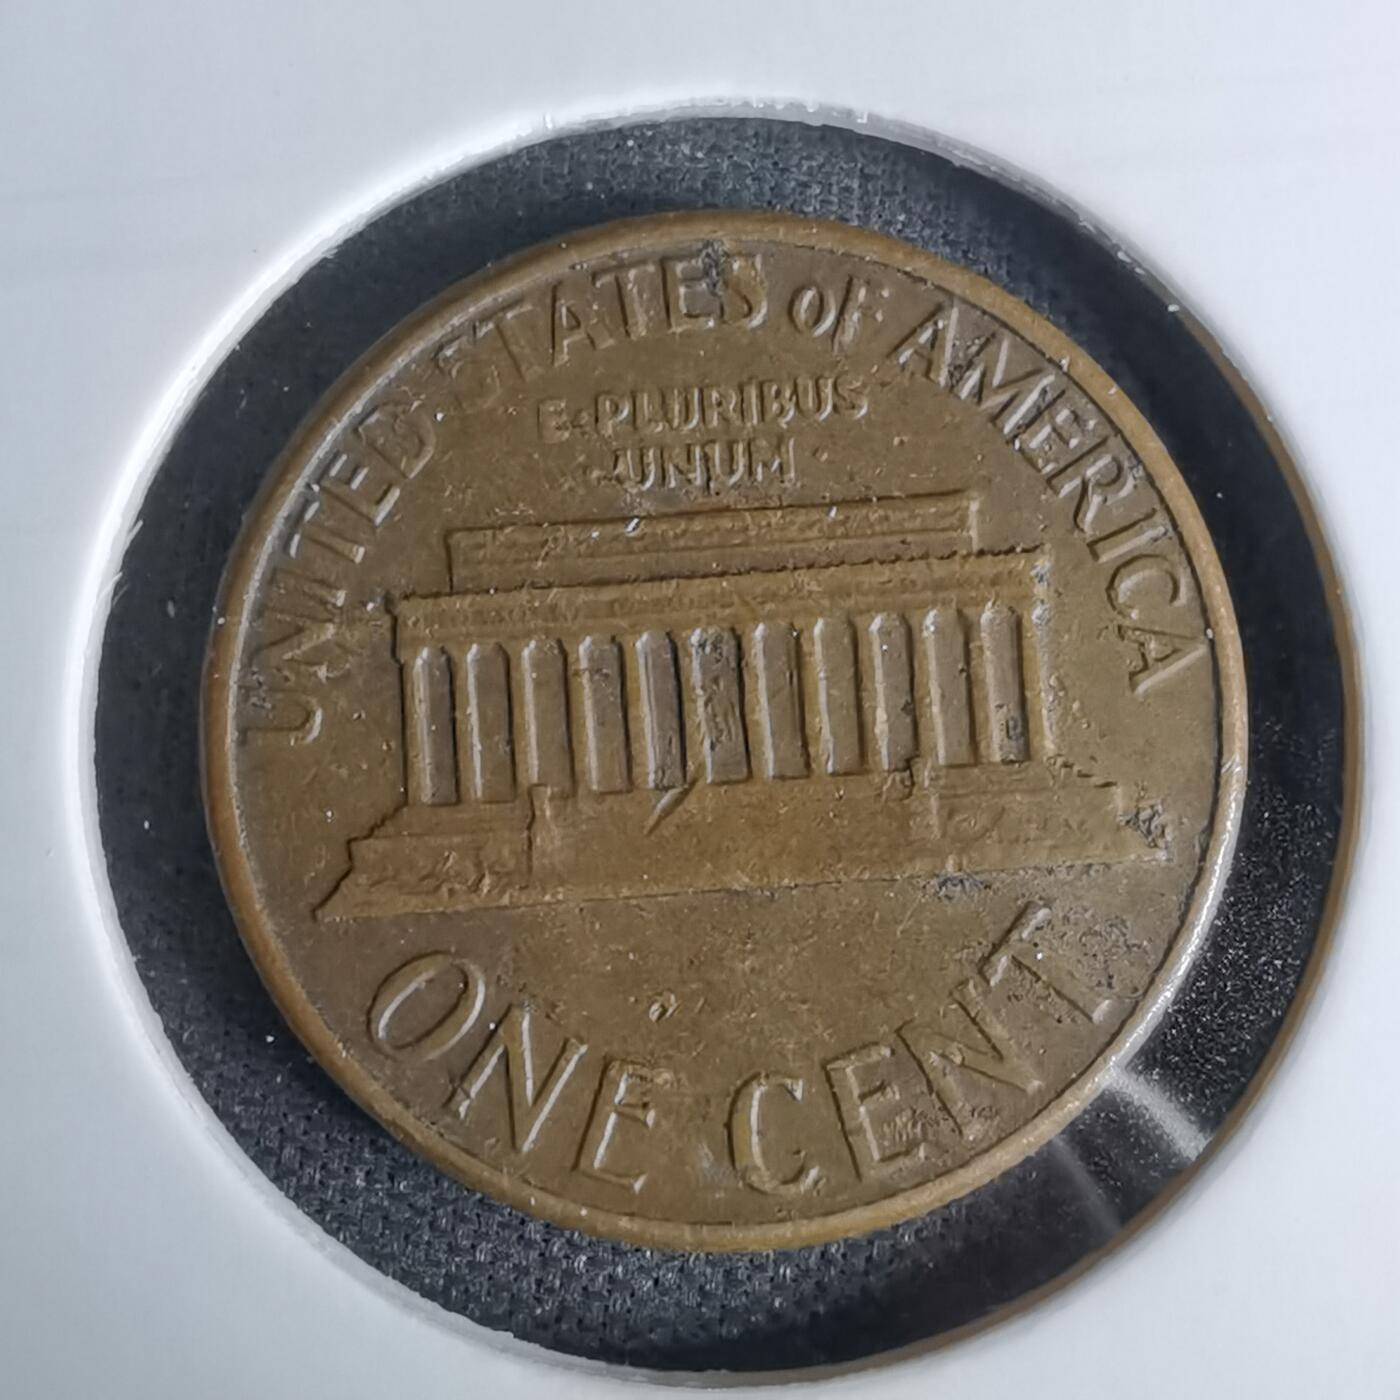 UNITED STATES OF AMERICA
E·PLURIBUS
UNUM
ONE CENT